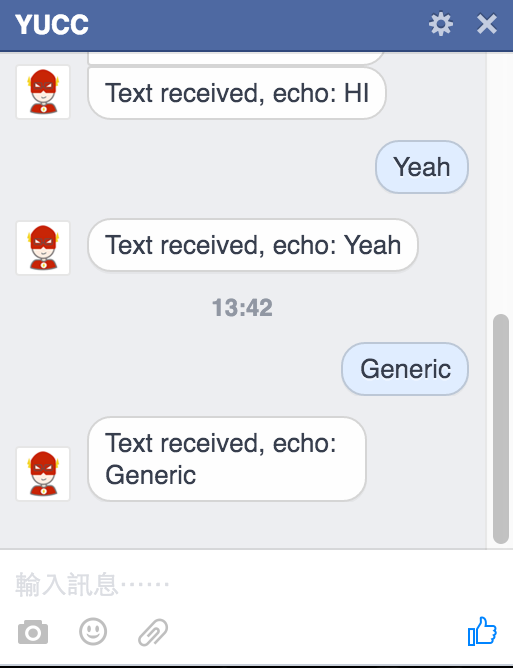 YUCC
Text received, echo: HI
Yeah
Text received, echo: Yeah
13:42
Generic
Text received, echo:
Generic
輸入訊息⋯⋯